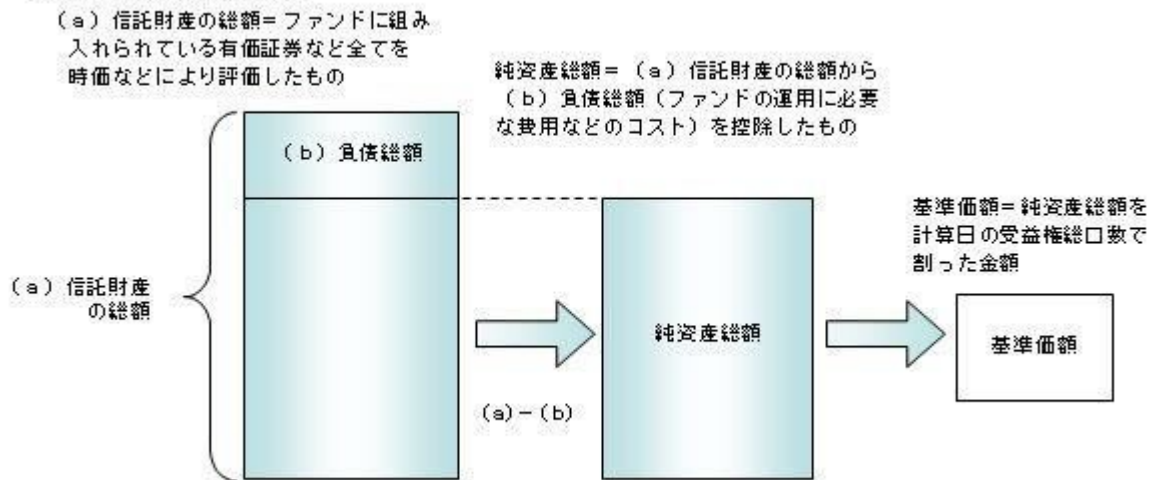 (a)信託財産の総額=ファンドに組み
入れられている有価証券など全てを
時価などにより評価したもの
純資産総額=(a)信託財産の総額から
(b)負債総額(ファンドの運用に必要
な費用などのコスト)を控除したもの
(b)負債総額
基準価額=純資産総額を
計算日の受益権総口数で
割った金額
(a)信託財産
の総額
純資産総額
基準価額
(a)-(b)